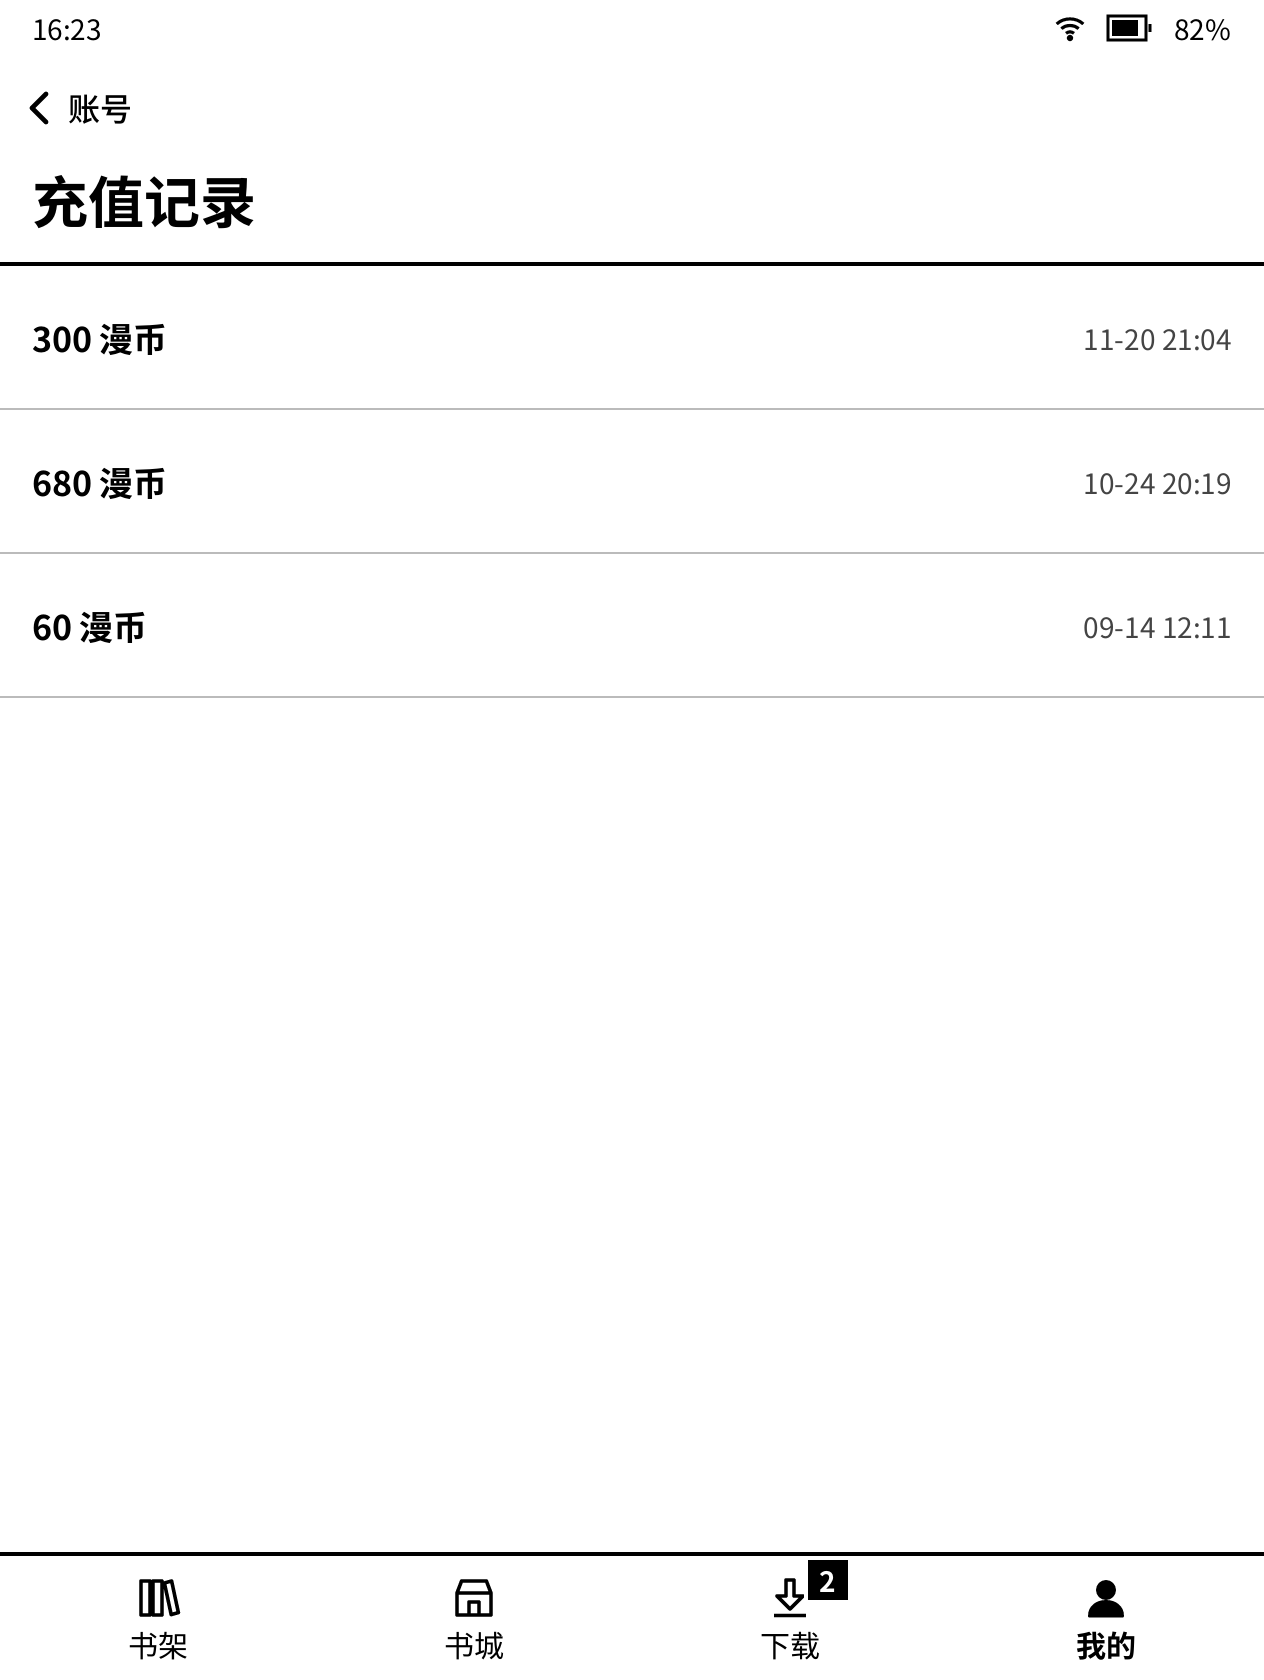 16:23 82%
账号
充值记录
300 漫币 11-20 21:04
680 漫币 10-24 20:19
60 漫币 09-14 12:11
2
书架 书城 下载 我的